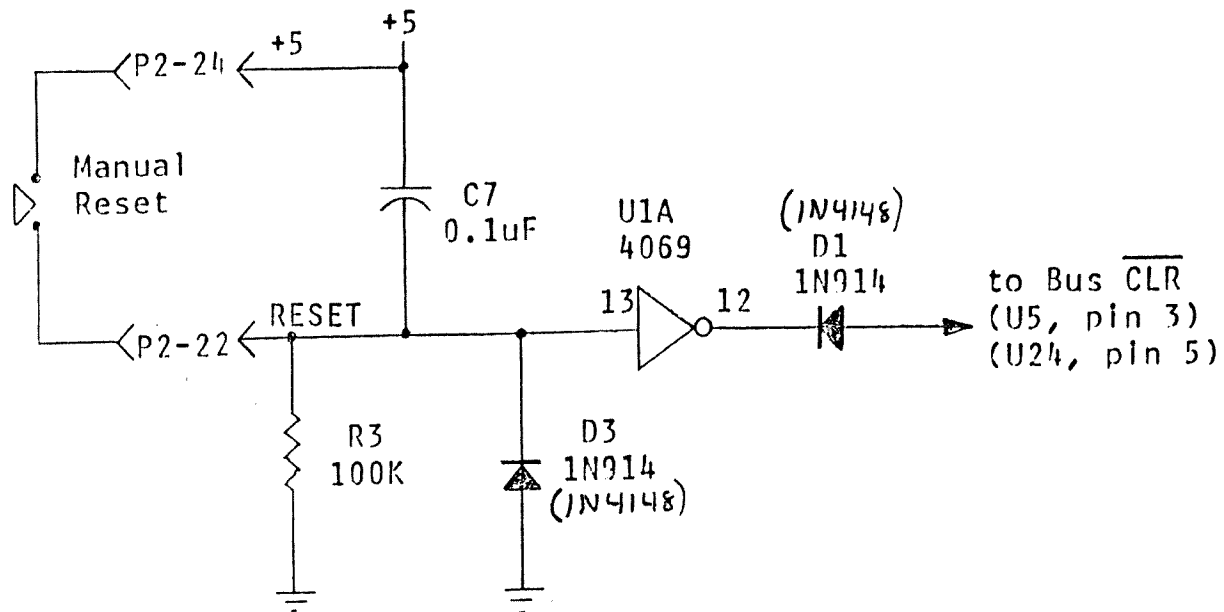 +5
P2-24
+5
Manual
Reset
C7
0.1uF
U1A
4069
(1N4148)
D1
1N914
13
12
to Bus CLR
(U5, pin 3)
(U24, pin 5)
RESET
P2-22
R3
100K
D3
1N914
(1N4148)